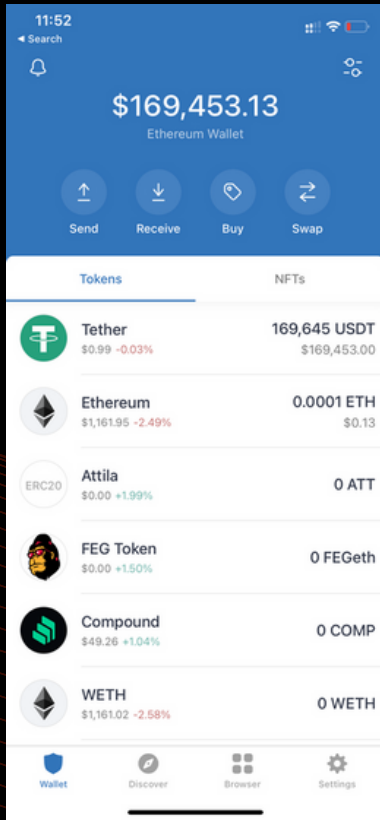 11:52
◀ Search
$169,453.13
Ethereum Wallet
Send Receive Buy Swap
Tokens NFTs
Tether 169,645 USDT
$0.99 -0.03% $169,453.00
Ethereum 0.0001 ETH
$1,161.95 -2.49% $0.13
ERC20 Attila 0 ATT
$0.00 +1.99%
FEG Token 0 FEGeth
$0.00 +1.50%
Compound 0 COMP
$49.26 +1.04%
WETH 0 WETH
$1,161.02 -2.58%
Wallet Discover Browser Settings